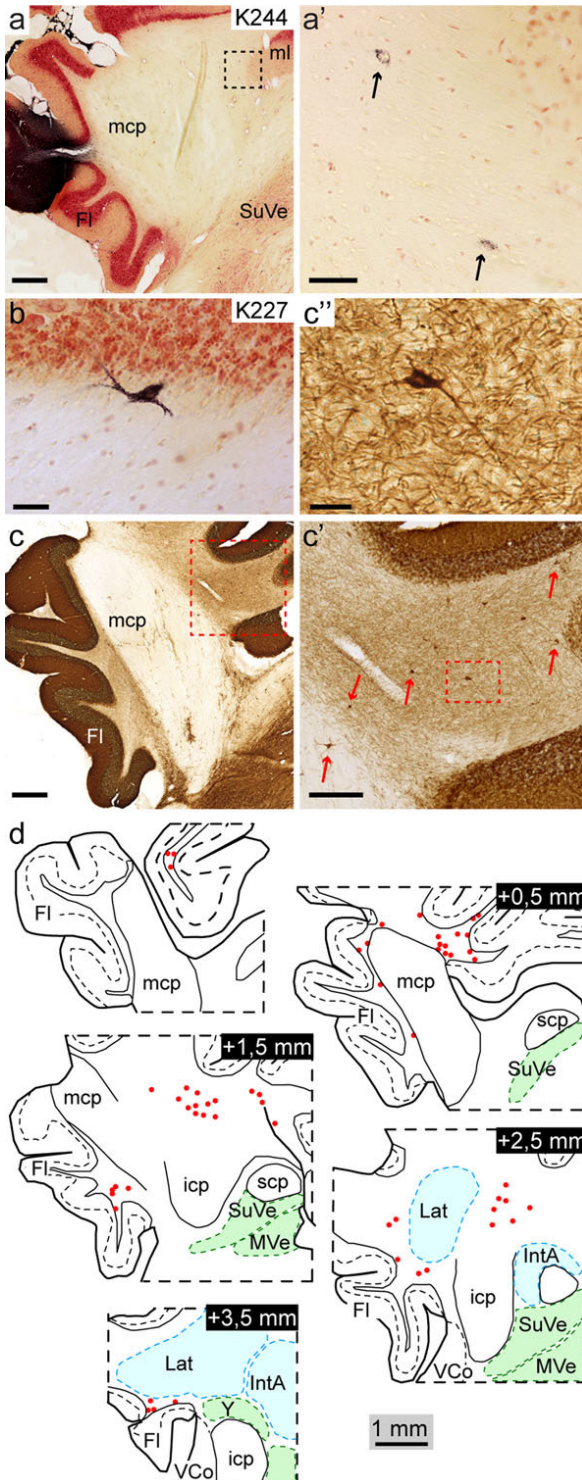 a
K244
ml
mcp
Fl
SuVe
a'
b
K227
c"
c
mcp
Fl
c'
d
Fl
mcp
+0,5 mm
mcp
Fl
scp
SuVe
+1,5 mm
mcp
Fl
icp
scp
SuVe
MVe
+2,5 mm
Lat
IntA
Fl
icp
SuVe
VCo
MVe
+3,5 mm
Lat
IntA
Y
Fl
VCo
icp
1 mm